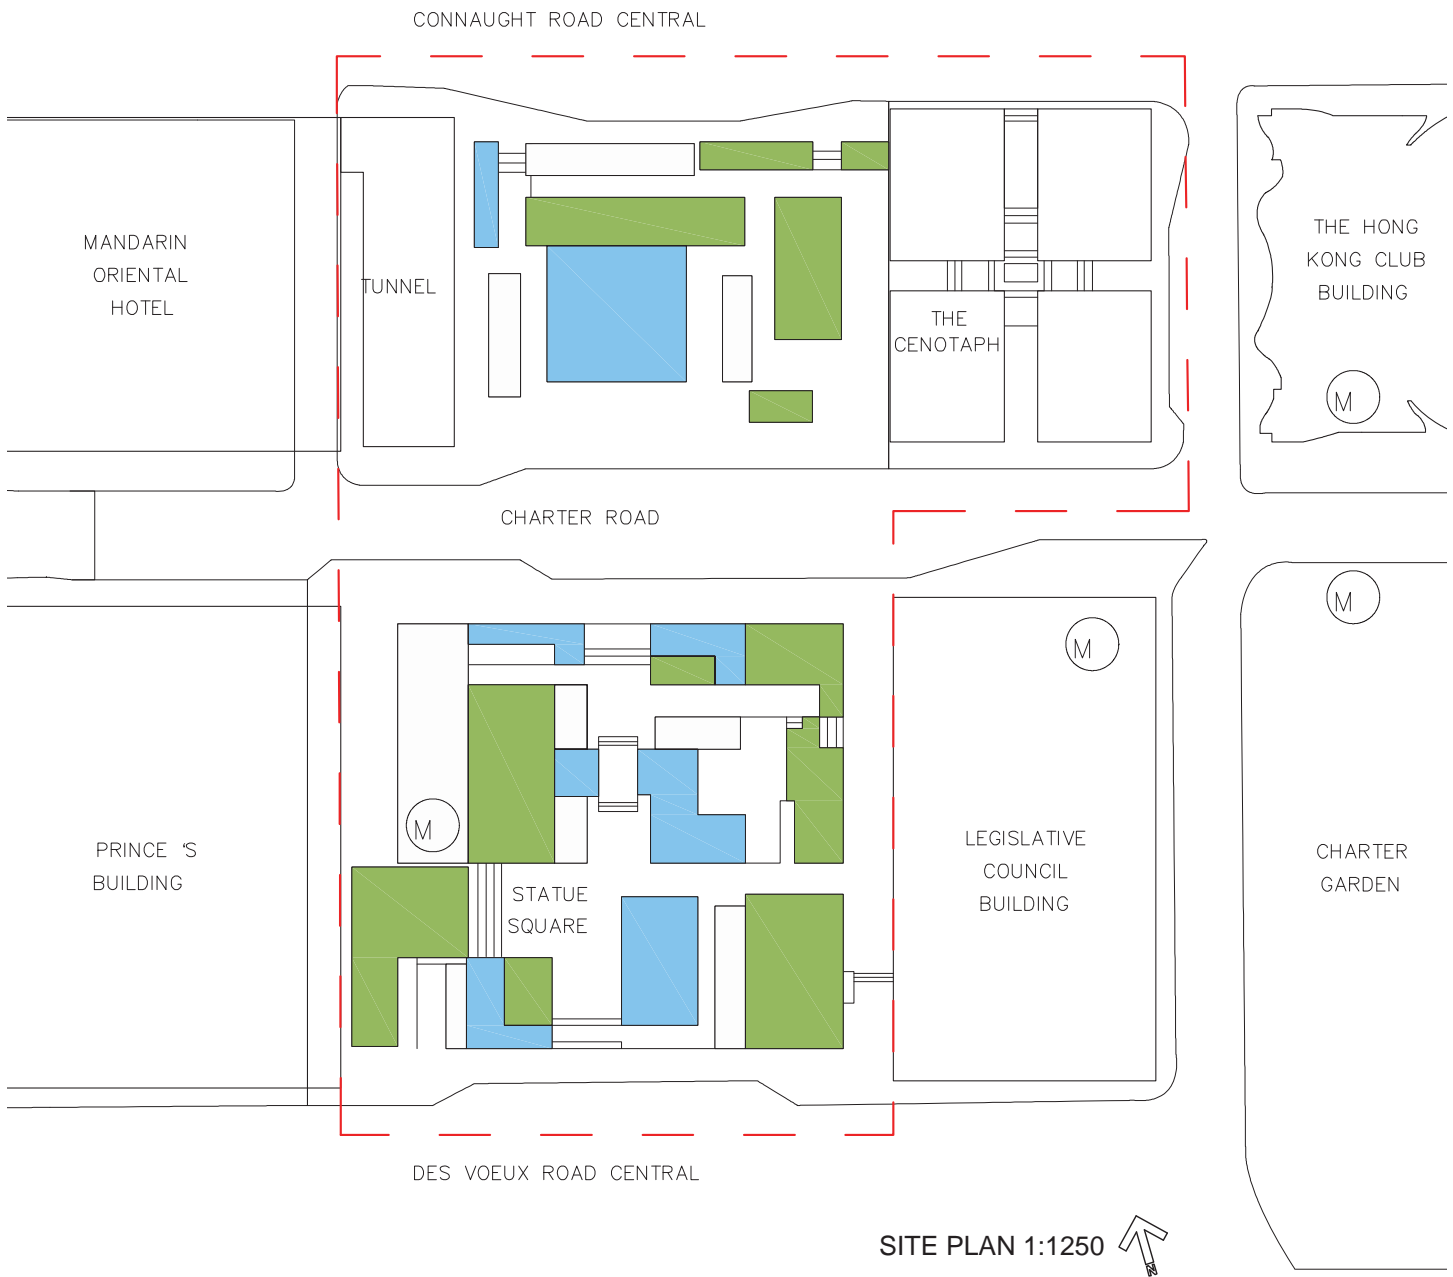 CONNAUGHT ROAD CENTRAL
MANDARIN
ORIENTAL
HOTEL
TUNNEL
THE
CENOTAPH
THE HONG
KONG CLUB
BUILDING
M
CHARTER ROAD
M
M
PRINCE 'S
BUILDING
M
STATUE
SQUARE
LEGISLATIVE
COUNCIL
BUILDING
CHARTER
GARDEN
DES VOEUX ROAD CENTRAL
SITE PLAN 1:1250
N